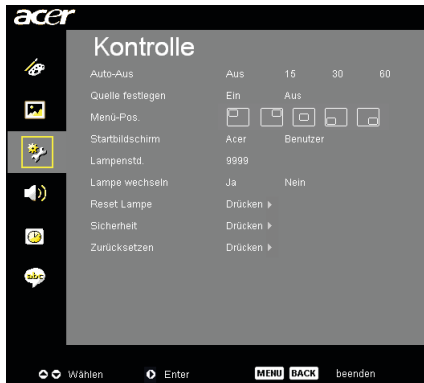 acer
Kontrolle
Auto-Aus Aus 15 30 60
Quelle festlegen Ein Aus
Menü-Pos.
Startbildschirm Acer Benutzer
Lampenstd. 9999
Lampe wechseln Ja Nein
Reset Lampe Drücken
Sicherheit Drücken
Zurücksetzen Drücken
abc
Wählen Enter MENU BACK beenden